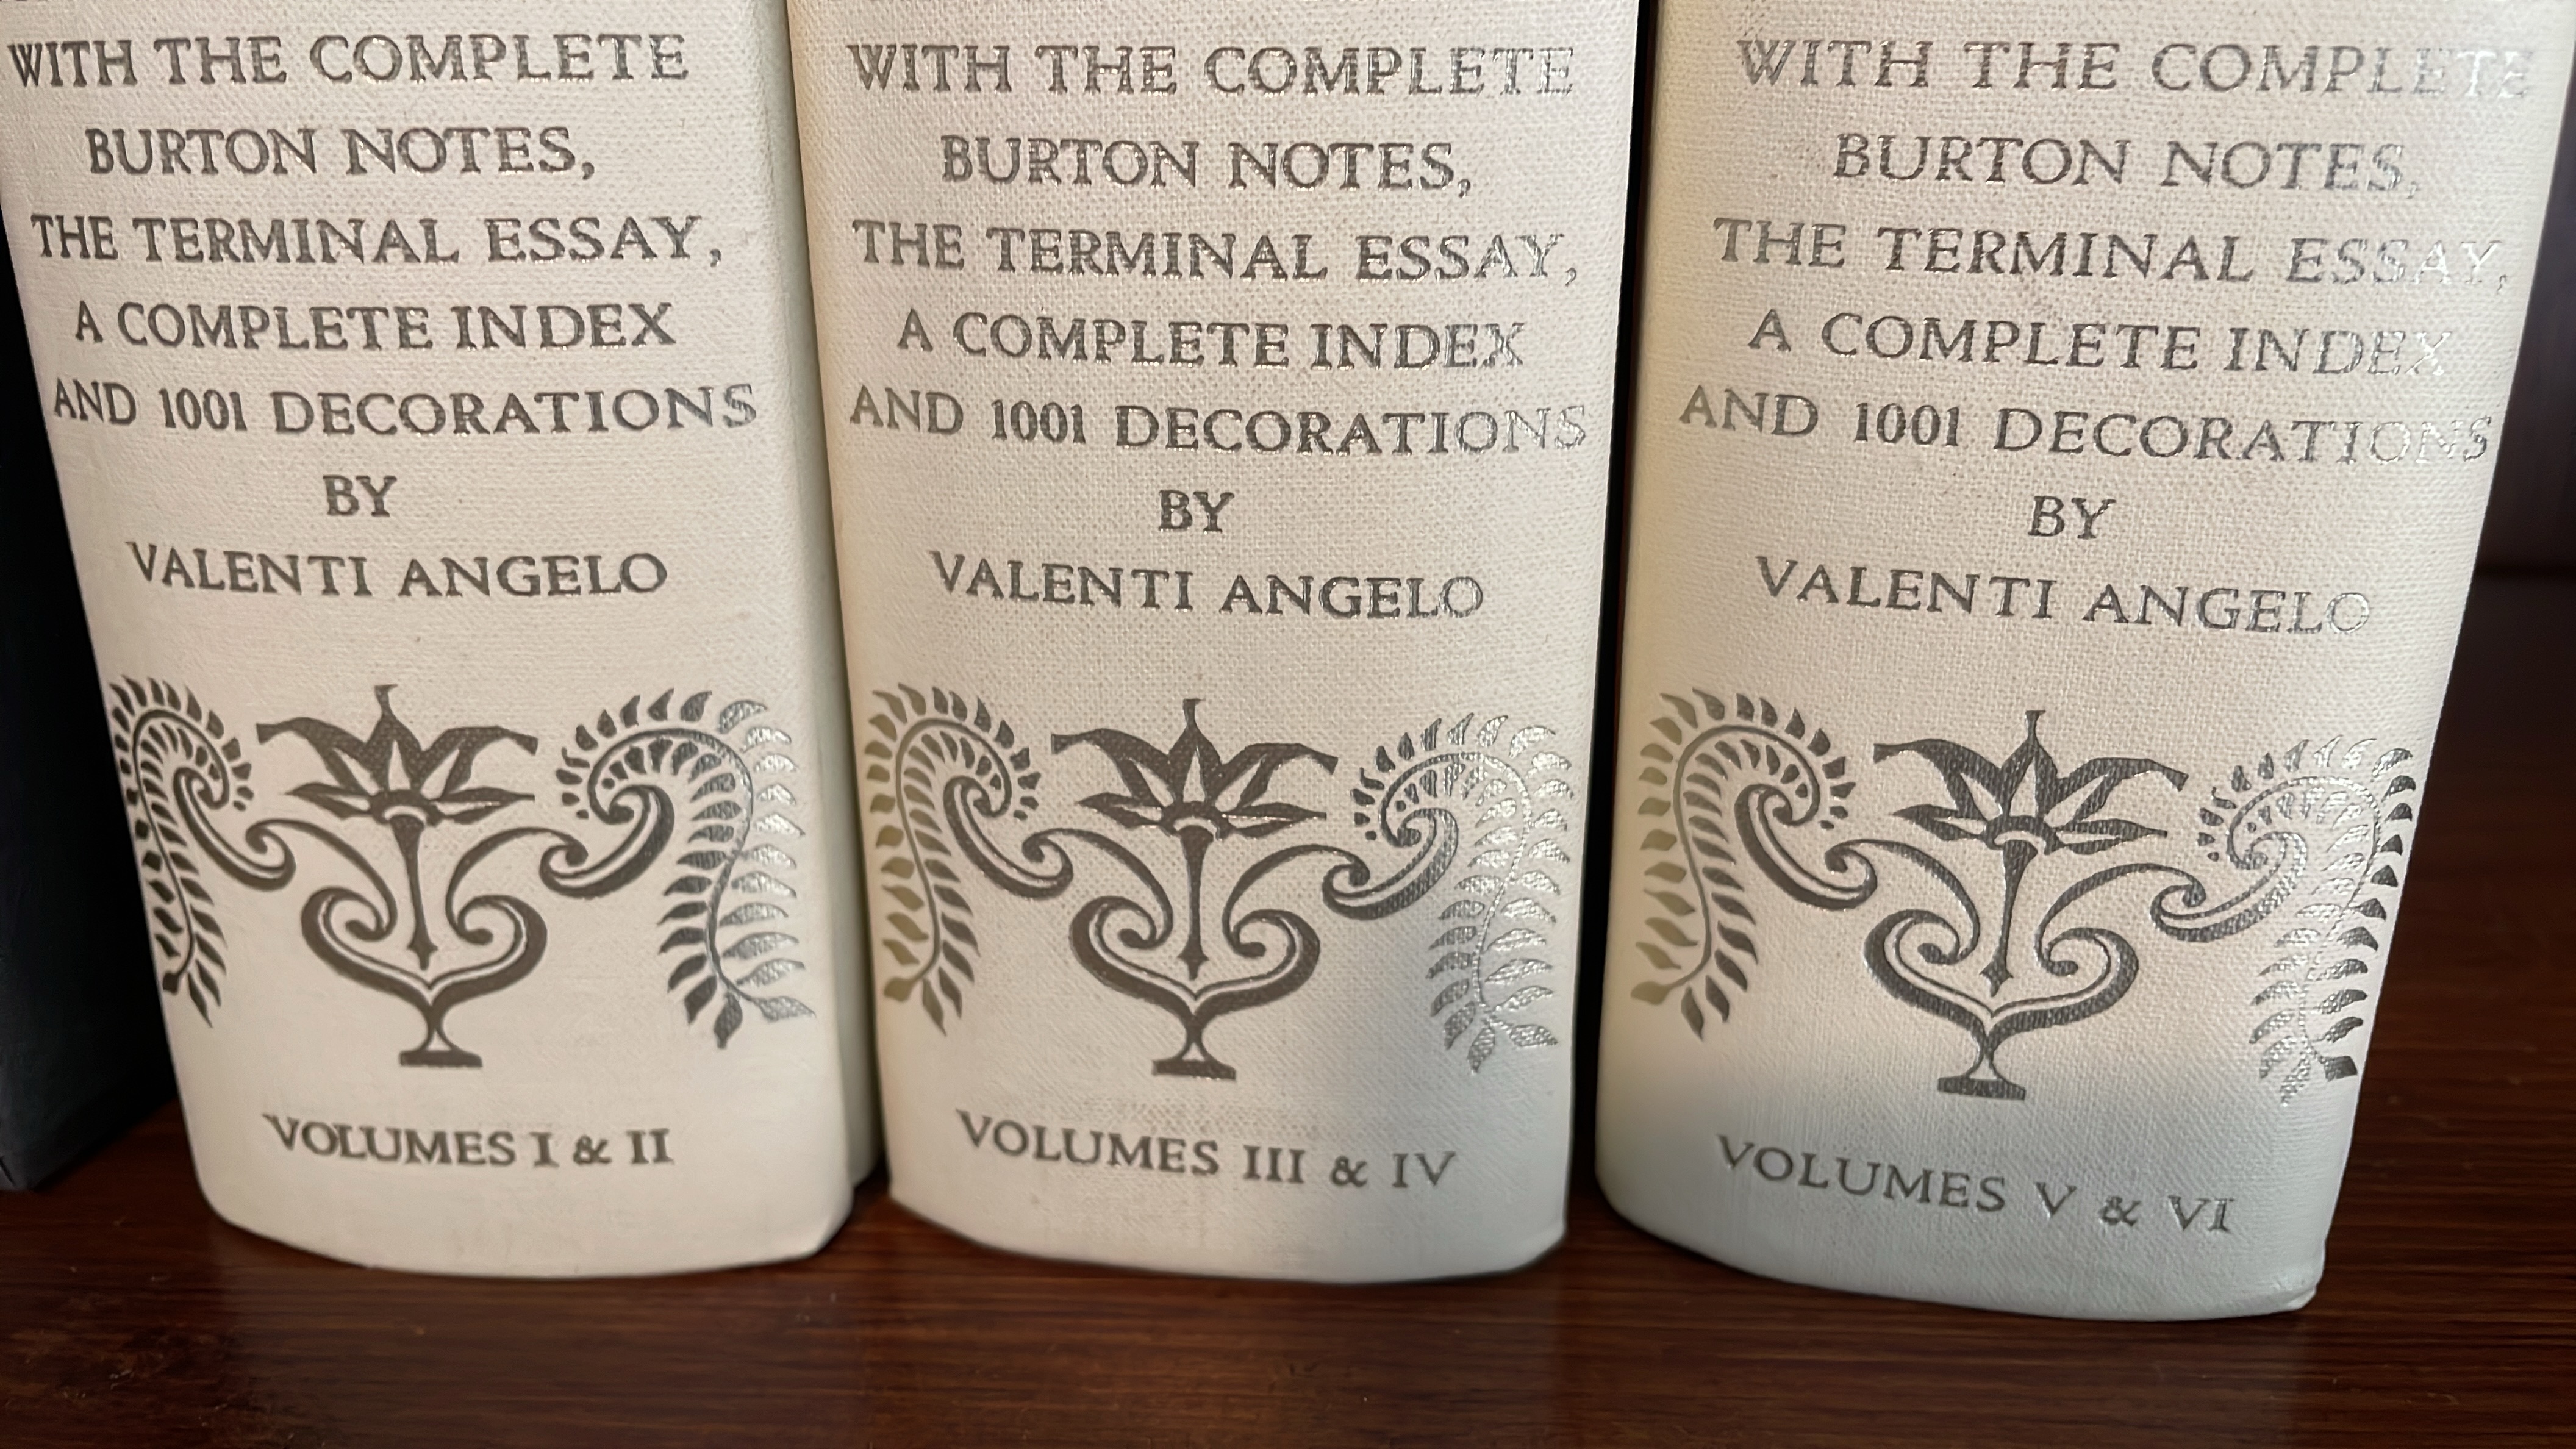 WITH THE COMPLETE
BURTON NOTES,
THE TERMINAL ESSAY,
A COMPLETE INDEX
AND 1001 DECORATIONS
BY
VALENTI ANGELO
VOLUMES I & II
WITH THE COMPLETE
BURTON NOTES,
THE TERMINAL ESSAY,
A COMPLETE INDEX
AND 1001 DECORATIONS
BY
VALENTI ANGELO
VOLUMES III & IV
WITH THE COMPLETE
BURTON NOTES,
THE TERMINAL ESSAY,
A COMPLETE INDEX
AND 1001 DECORATIONS
BY
VALENTI ANGELO
VOLUMES V & VI